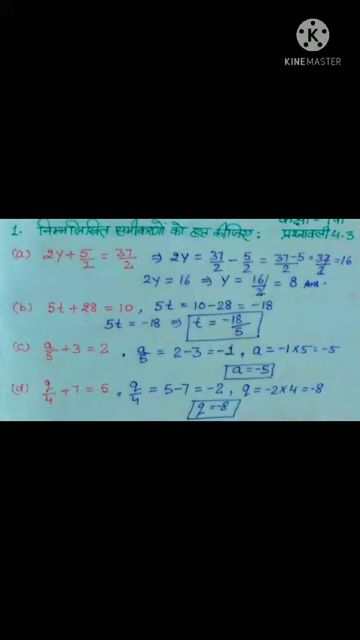 KINEMASTER
1. निम्नलिखित समीकरणों को हल कीजिए: प्रश्नावली 4.3
(a) 2y + 5/2 = 37/2 ⇒ 2y = 37/2 - 5/2 = 37-5/2 = 32/2 = 16
2y = 16 ⇒ y = 16/2 = 8 Ans.
(b) 5t + 28 = 10, 5t = 10 - 28 = -18
5t = -18 ⇒ t = -18/5
(c) a/5 + 3 = 2, a/5 = 2 - 3 = -1, a = -1 × 5 = -5
a = -5
(d) q/4 + 7 = 5, q/4 = 5 - 7 = -2, q = -2 × 4 = -8
q = -8